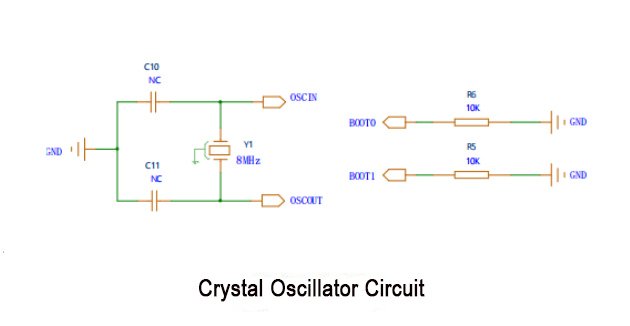 C10
NC
OSCIN
GND
Y1
8MHz
C11
NC
OSCOUT
R6
10K
BOOT0
GND
R5
10K
BOOT1
GND
Crystal Oscillator Circuit